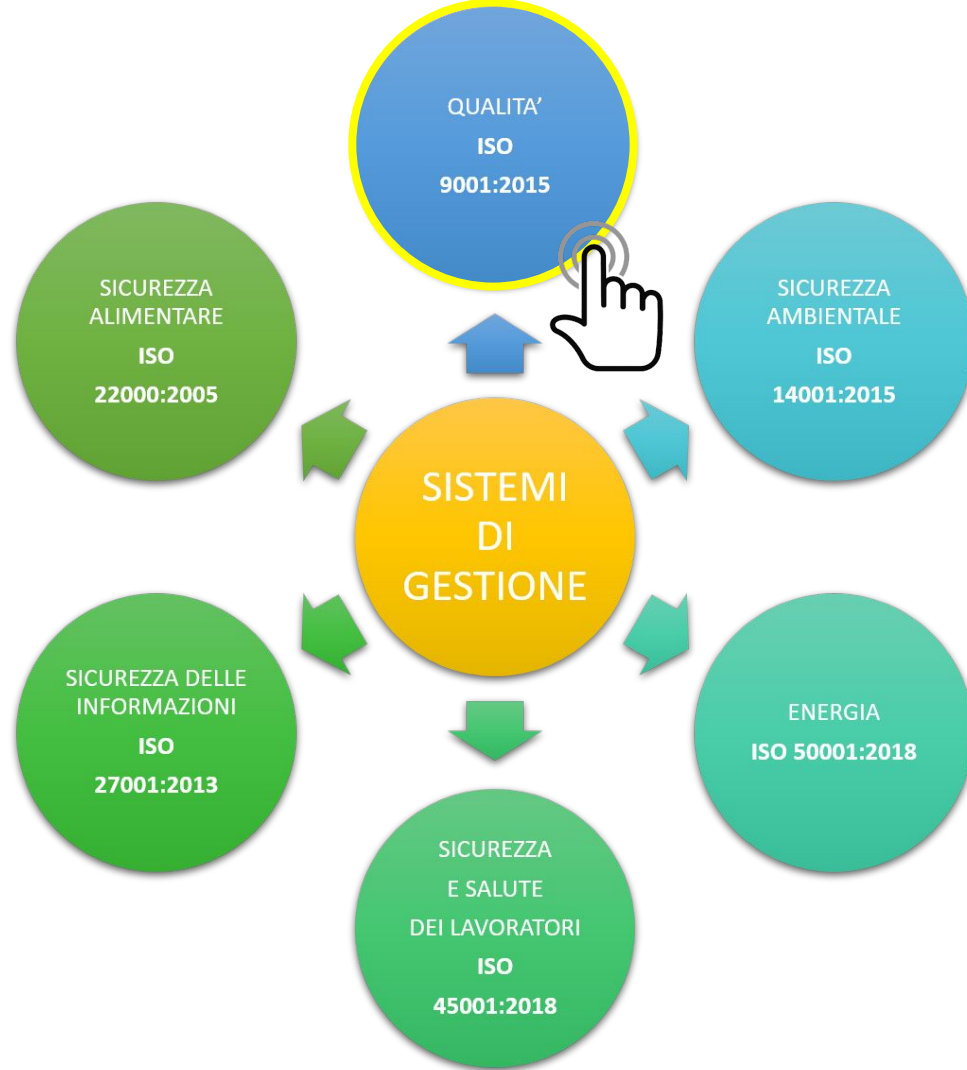 QUALITA’
ISO
9001:2015
SICUREZZA
AMBIENTALE
ISO
14001:2015
ENERGIA
ISO 50001:2018
SICUREZZA
E SALUTE
DEI LAVORATORI
ISO
45001:2018
SICUREZZA DELLE
INFORMAZIONI
ISO
27001:2013
SICUREZZA
ALIMENTARE
ISO
22000:2005
SISTEMI
DI
GESTIONE